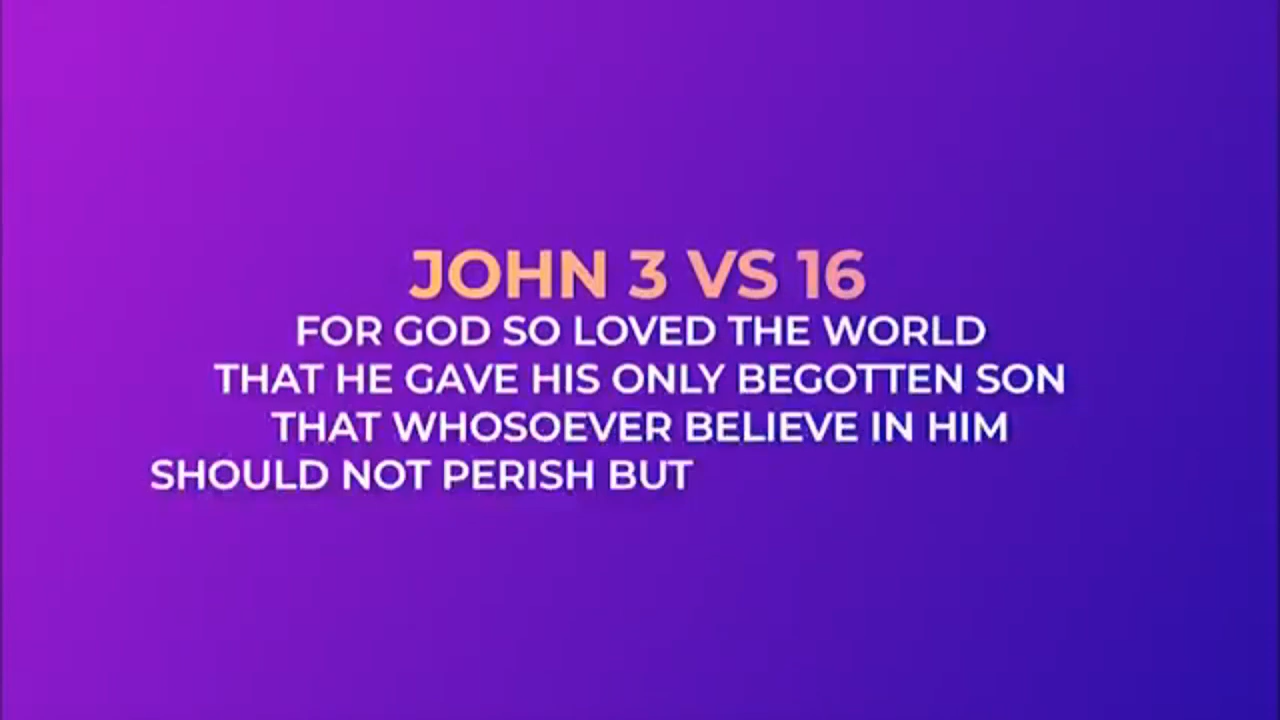 JOHN 3 VS 16
FOR GOD SO LOVED THE WORLD
THAT HE GAVE HIS ONLY BEGOTTEN SON
THAT WHOSOEVER BELIEVE IN HIM
SHOULD NOT PERISH BUT